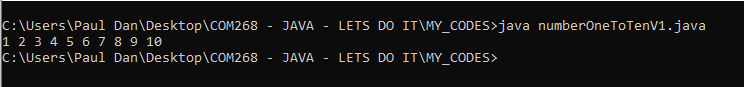 C:\Users\Paul Dan\Desktop\COM268 - JAVA - LETS DO IT\MY_CODES>java numberOneToTenV1.java
1 2 3 4 5 6 7 8 9 10
C:\Users\Paul Dan\Desktop\COM268 - JAVA - LETS DO IT\MY_CODES>